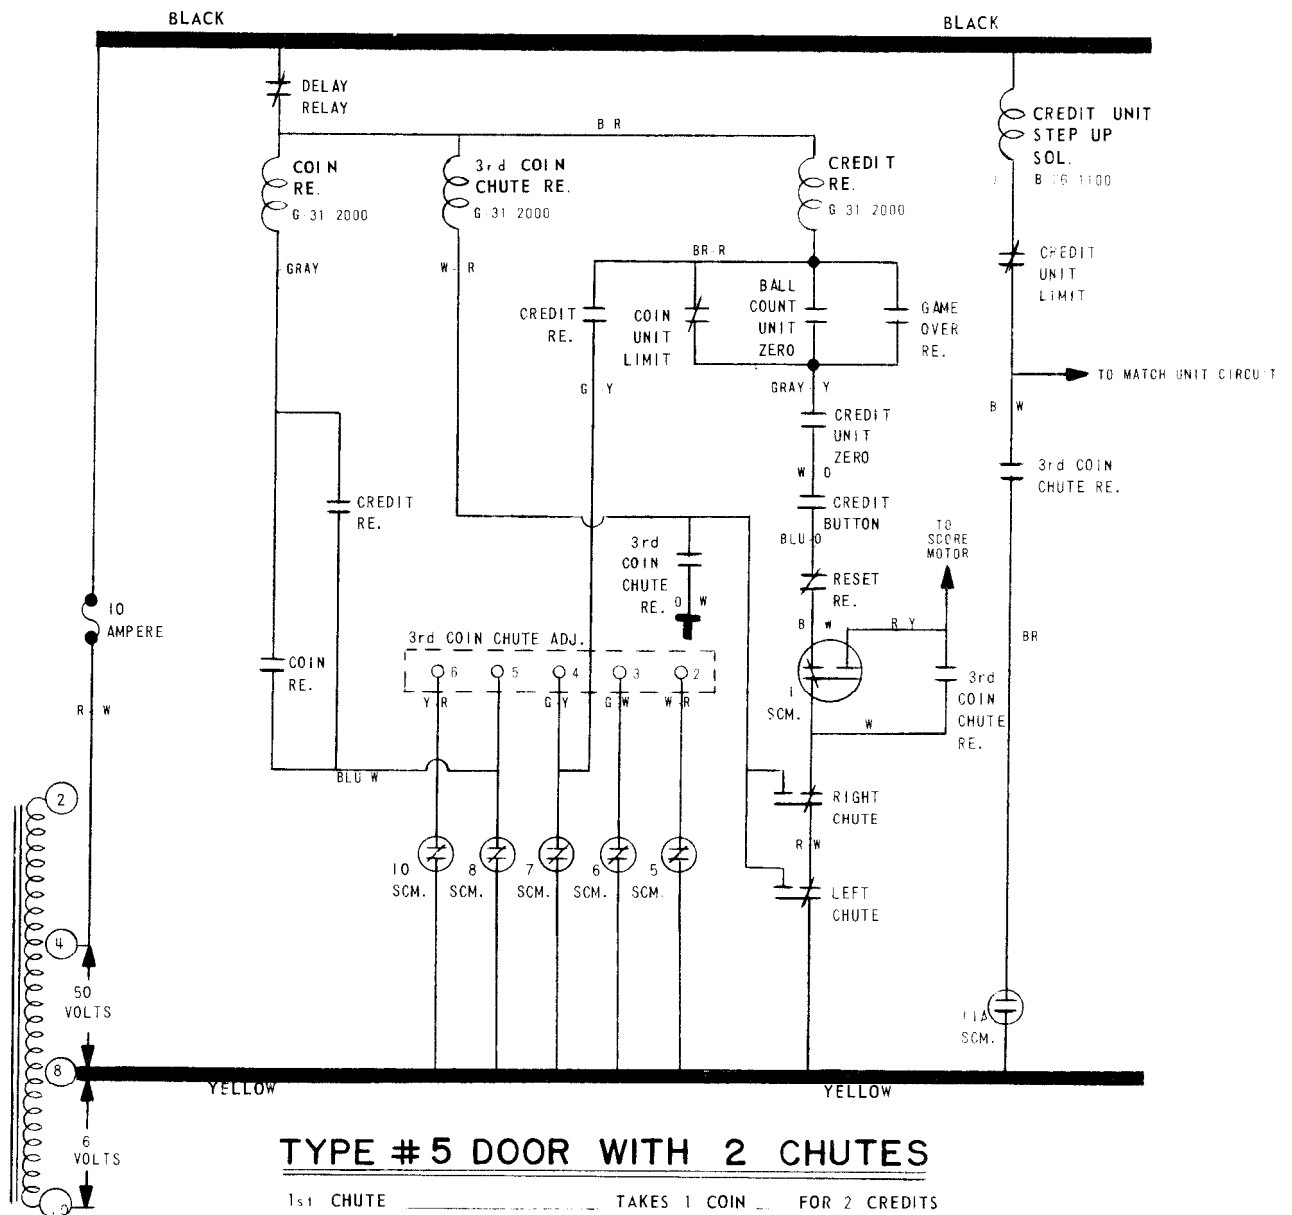 BLACK
BLACK
DELAY
RELAY
B R
CREDIT UNIT
STEP UP
SOL.
COIN
RE.
G-31 2000
3rd COIN
CHUTE RE.
G-31 2000
CREDIT
RE.
G 31 2000
GRAY
W R
BR-R
CREDIT
UNIT
LIMIT
CREDIT
RE.
COIN
UNIT
LIMIT
BALL
COUNT
UNIT
ZERO
GAME
OVER
RE.
TO MATCH UNIT CIRCUIT
G Y
GRAY Y
B W
CREDIT
UNIT
ZERO
W O
3rd COIN
CHUTE RE.
CREDIT
RE.
CREDIT
BUTTON
BLU-O
TO
SCORE
MOTOR
3rd
COIN
CHUTE
RE.
O W
RESET
RE.
10
AMPERE
B W
R Y
BR
3rd COIN CHUTE ADJ.
6 5 4 3 2
COIN
RE.
Y R
G Y
G W
W R
1
SCM.
3rd
COIN
CHUTE
RE.
R W
W
BLU W
2
RIGHT
CHUTE
R W
10
SCM.
8
SCM.
7
SCM.
6
SCM.
5
SCM.
LEFT
CHUTE
4
50
VOLTS
11A
SCM.
8
YELLOW
YELLOW
6
VOLTS
TYPE #5 DOOR WITH 2 CHUTES
1st CHUTE TAKES 1 COIN FOR 2 CREDITS